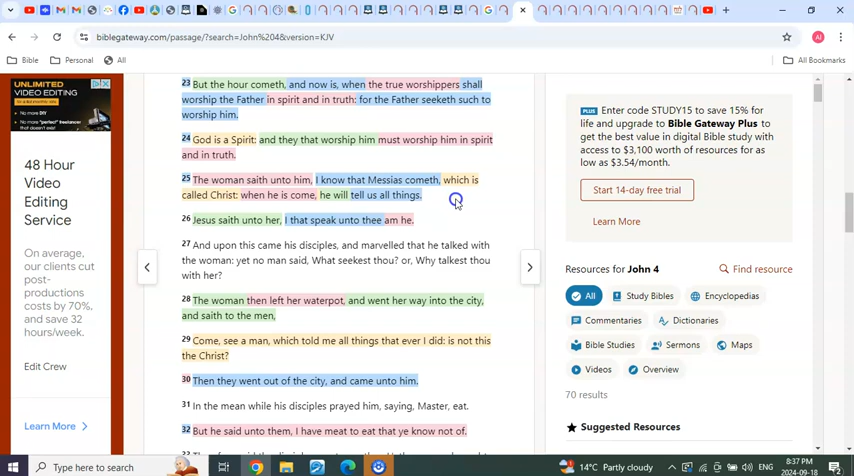 biblegateway.com/passage/?search=John%204&version=KJV
All Bookmarks
Bible
Personal
All
UNLIMITED
VIDEO EDITING
48 Hour
Video
Editing
Service
On average,
our clients cut
post-
productions
costs by 70%,
and save 32
hours/week.
Edit Crew
Learn More
23 But the hour cometh, and now is, when the true worshippers shall
worship the Father in spirit and in truth: for the Father seeketh such to
worship him.
24 God is a Spirit: and they that worship him must worship him in spirit
and in truth.
25 The woman saith unto him, I know that Messias cometh, which is
called Christ: when he is come, he will tell us all things.
26 Jesus saith unto her, I that speak unto thee am he.
27 And upon this came his disciples, and marvelled that he talked with
the woman: yet no man said, What seekest thou? or, Why talkest thou
with her?
28 The woman then left her waterpot, and went her way into the city,
and saith to the men,
29 Come, see a man, which told me all things that ever I did: is not this
the Christ?
30 Then they went out of the city, and came unto him.
31 In the mean while his disciples prayed him, saying, Master, eat.
32 But he said unto them, I have meat to eat that ye know not of.
PLUS Enter code STUDY15 to save 15% for
life and upgrade to Bible Gateway Plus to
get the best value in digital Bible study with
access to $3,100 worth of resources for as
low as $3.54/month.
Start 14-day free trial
Learn More
Resources for John 4
Find resource
All
Study Bibles
Encyclopedias
Commentaries
Dictionaries
Bible Studies
Sermons
Maps
Videos
Overview
70 results
Suggested Resources
Type here to search
14°C Partly cloudy
ENG
8:37 PM
2024-09-18